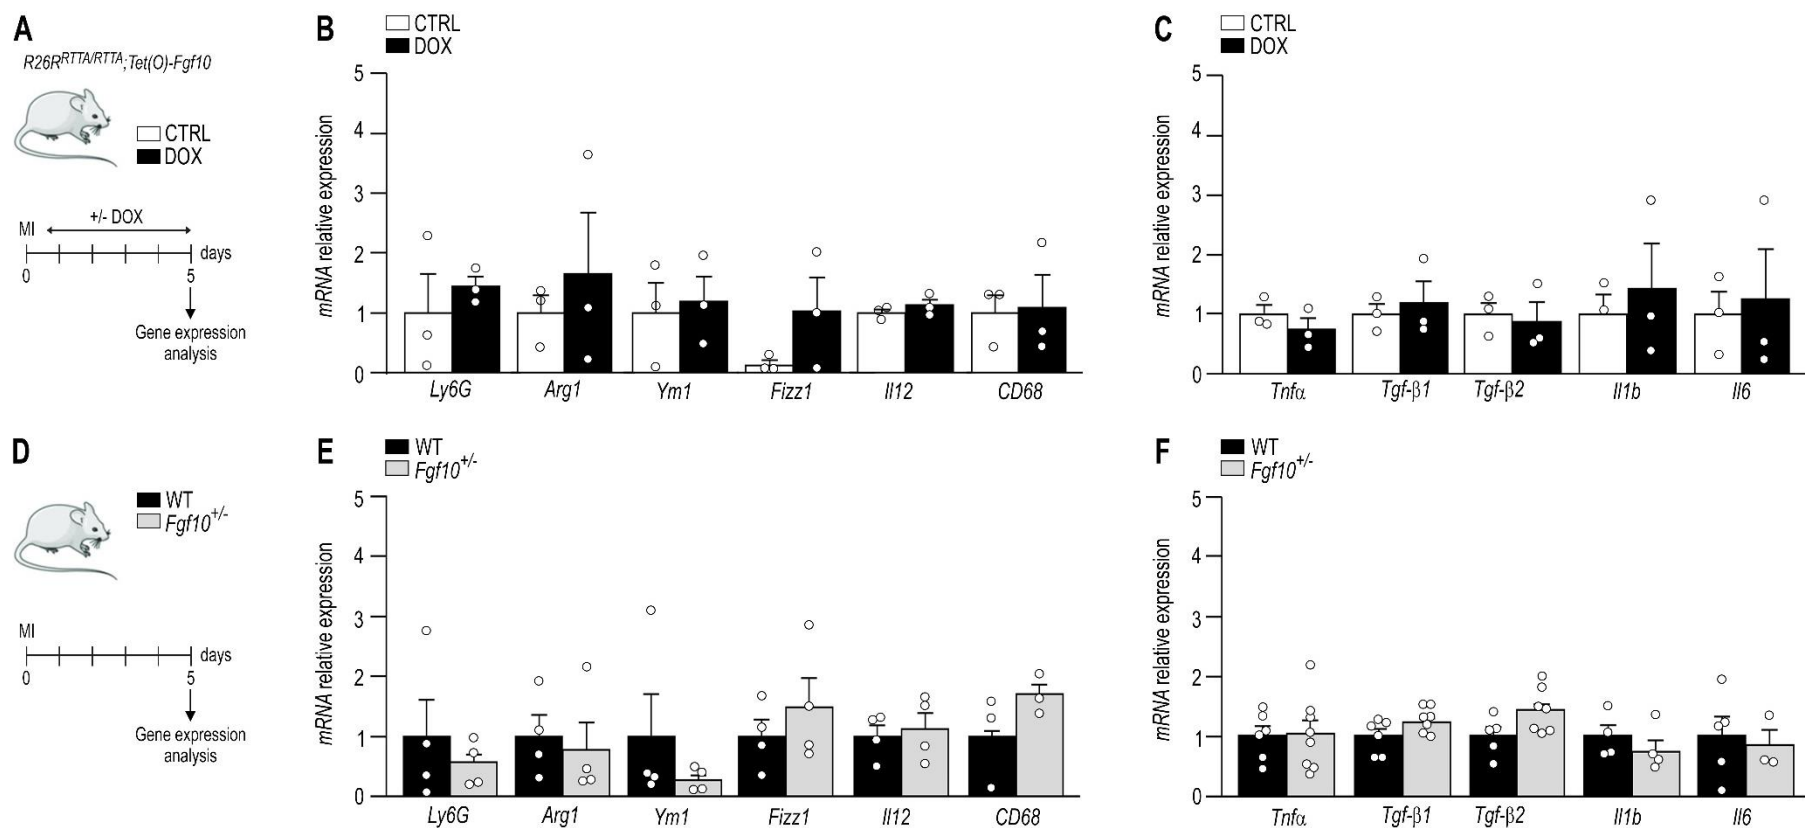 A
R26R^RTTA/RTTA;Tet(O)-Fgf10
CTRL
DOX
+/- DOX
MI
days
0
5
Gene expression
analysis
B
CTRL
DOX
mRNA relative expression
5
4
3
2
1
0
Ly6G
Arg1
Ym1
Fizz1
Il12
CD68
C
CTRL
DOX
mRNA relative expression
5
4
3
2
1
0
Tnfα
Tgf-β1
Tgf-β2
Il1b
Il6
D
WT
Fgf10+/-
MI
days
0
5
Gene expression
analysis
E
WT
Fgf10+/-
mRNA relative expression
5
4
3
2
1
0
Ly6G
Arg1
Ym1
Fizz1
Il12
CD68
F
WT
Fgf10+/-
mRNA relative expression
5
4
3
2
1
0
Tnfα
Tgf-β1
Tgf-β2
Il1b
Il6